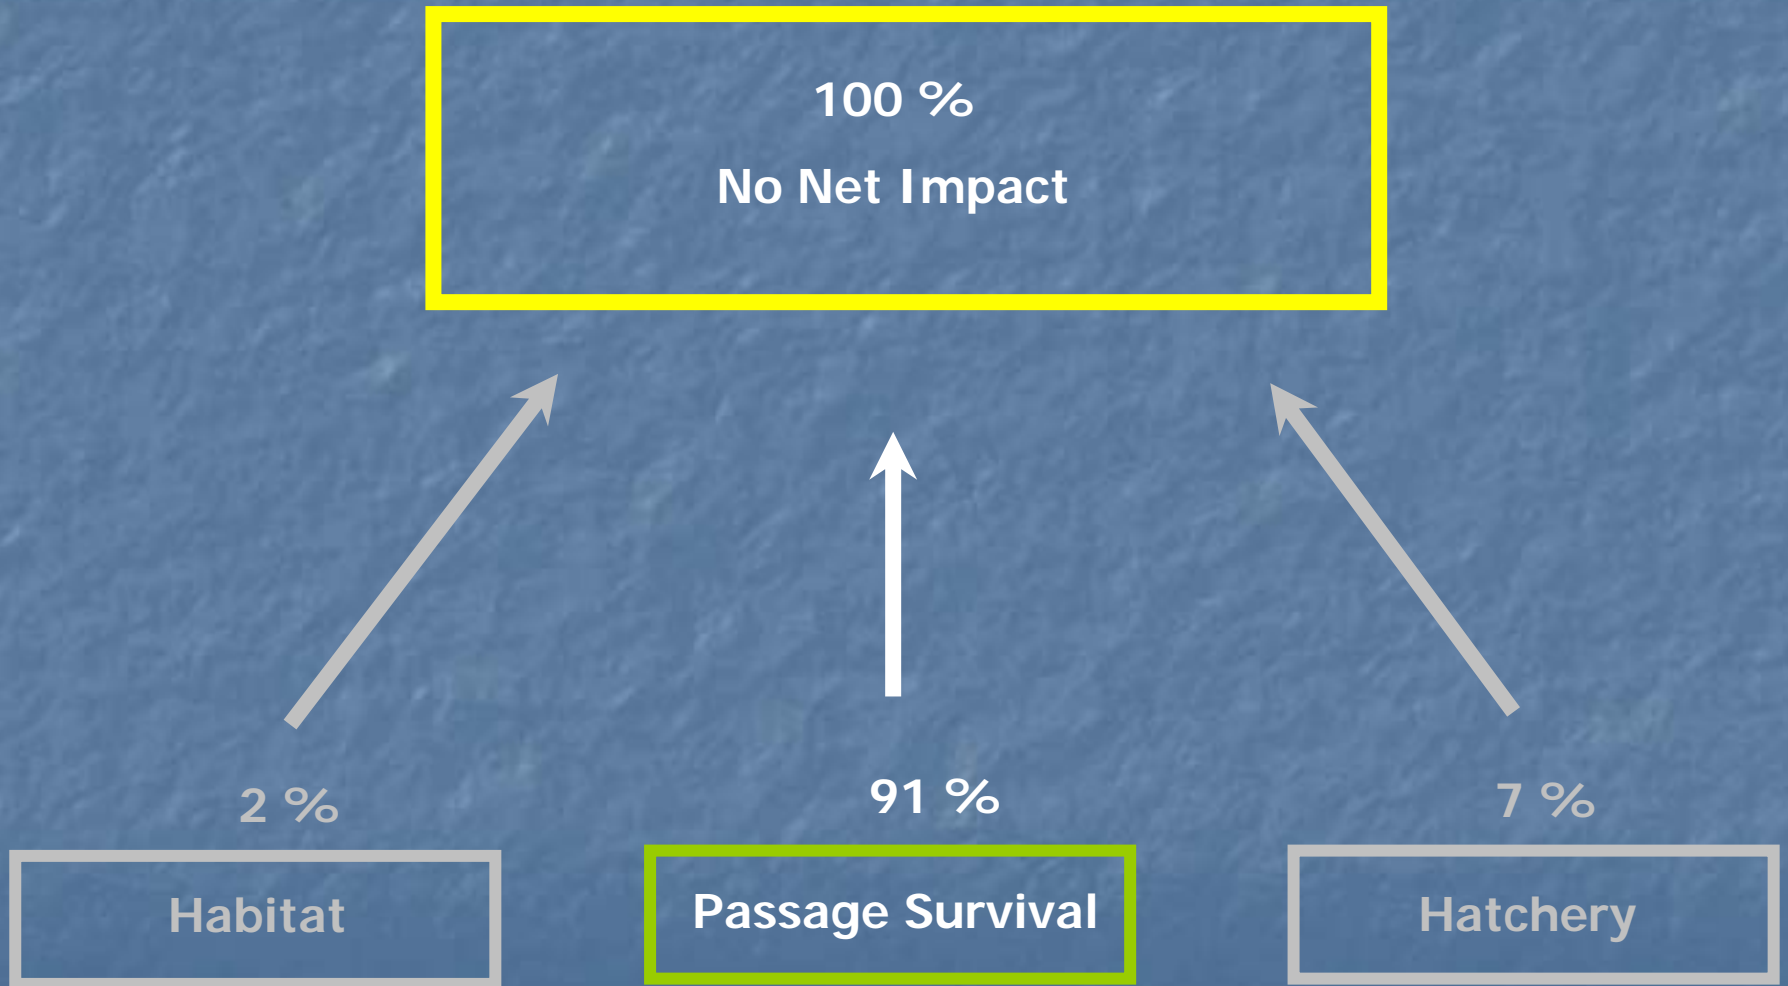 100 %
No Net Impact
2 %
91 %
7 %
Habitat
Passage Survival
Hatchery